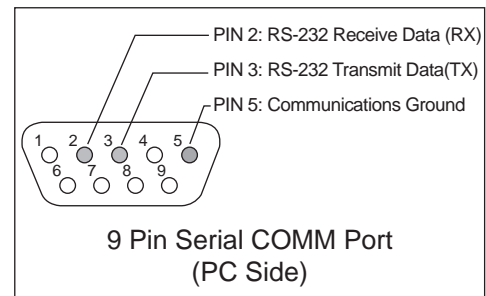 PIN 2: RS-232 Receive Data (RX)
PIN 3: RS-232 Transmit Data(TX)
PIN 5: Communications Ground
1 2 3 4 5
6 7 8 9
9 Pin Serial COMM Port
(PC Side)